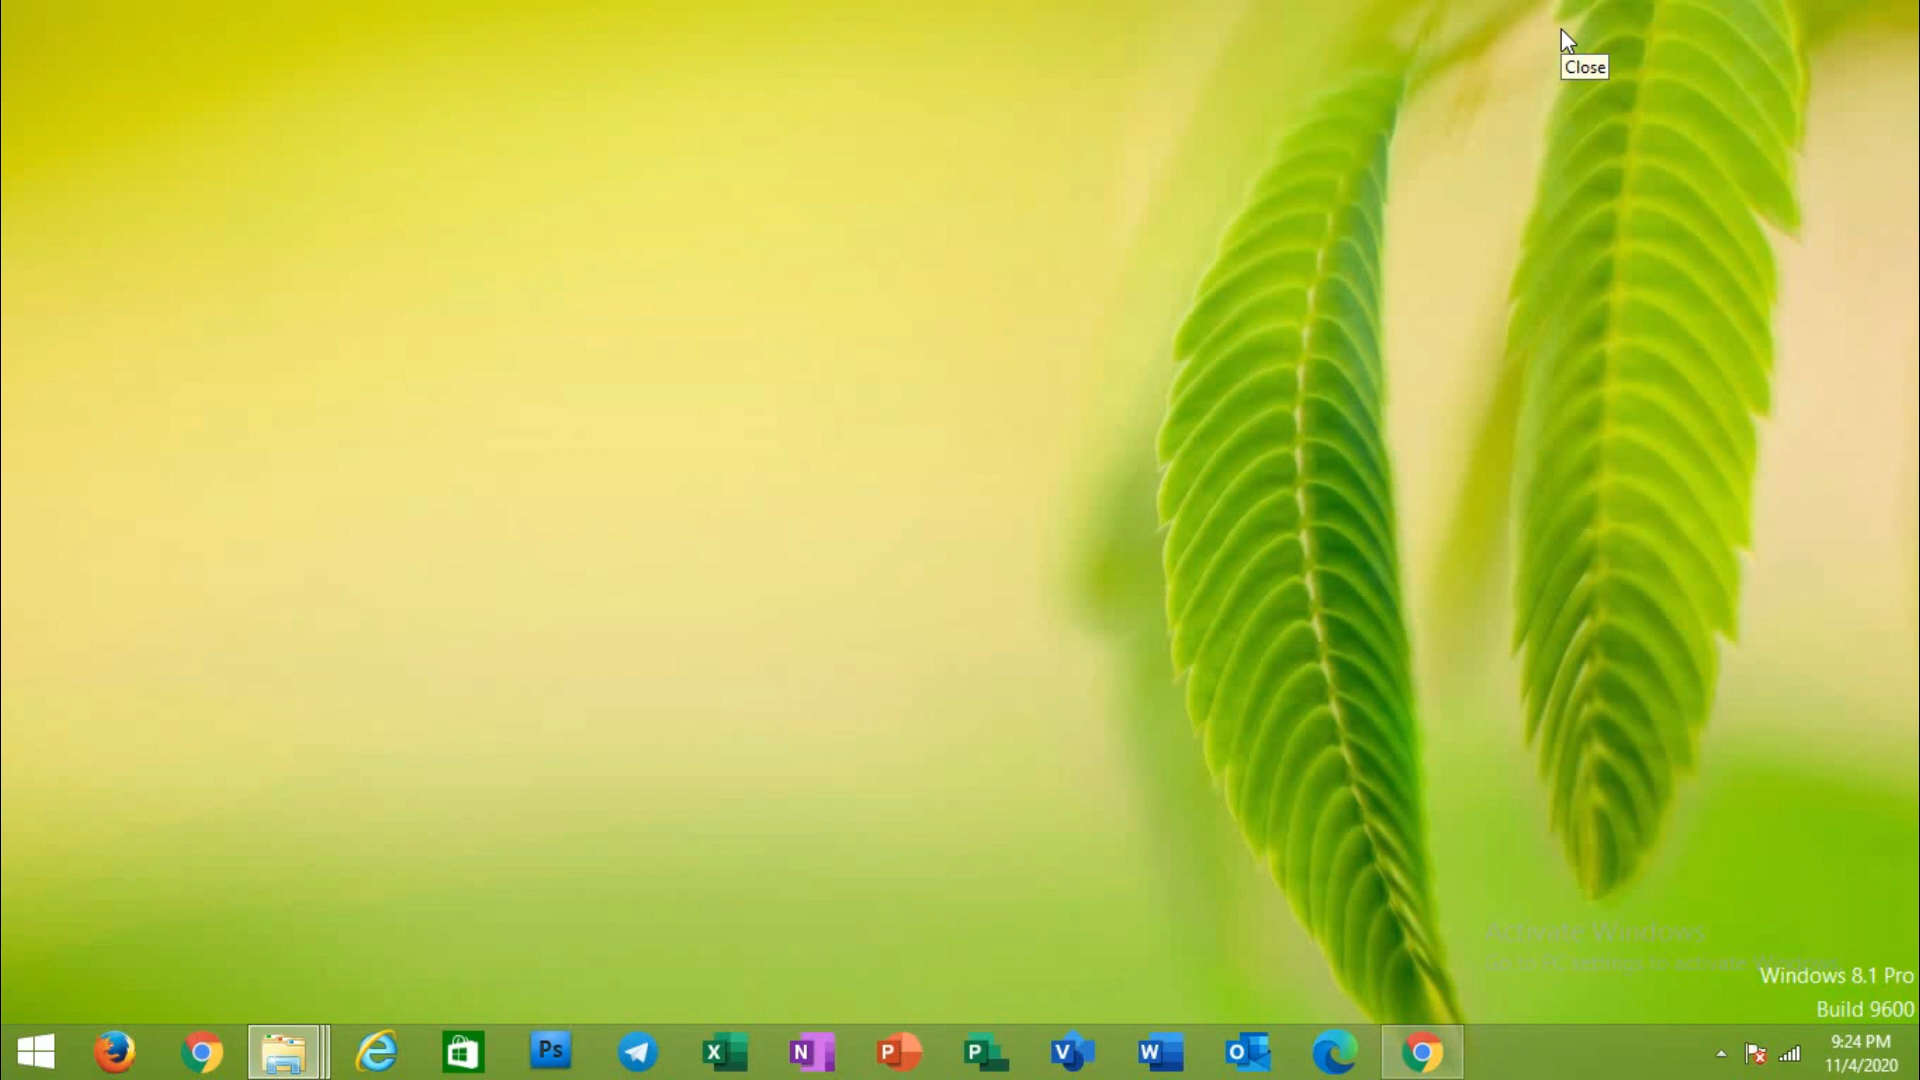 Close
Activate Windows
Go to PC settings to activate Windows.
Windows 8.1 Pro
Build 9600
Ps
X
N
P
P
V
W
O
9:24 PM
11/4/2020